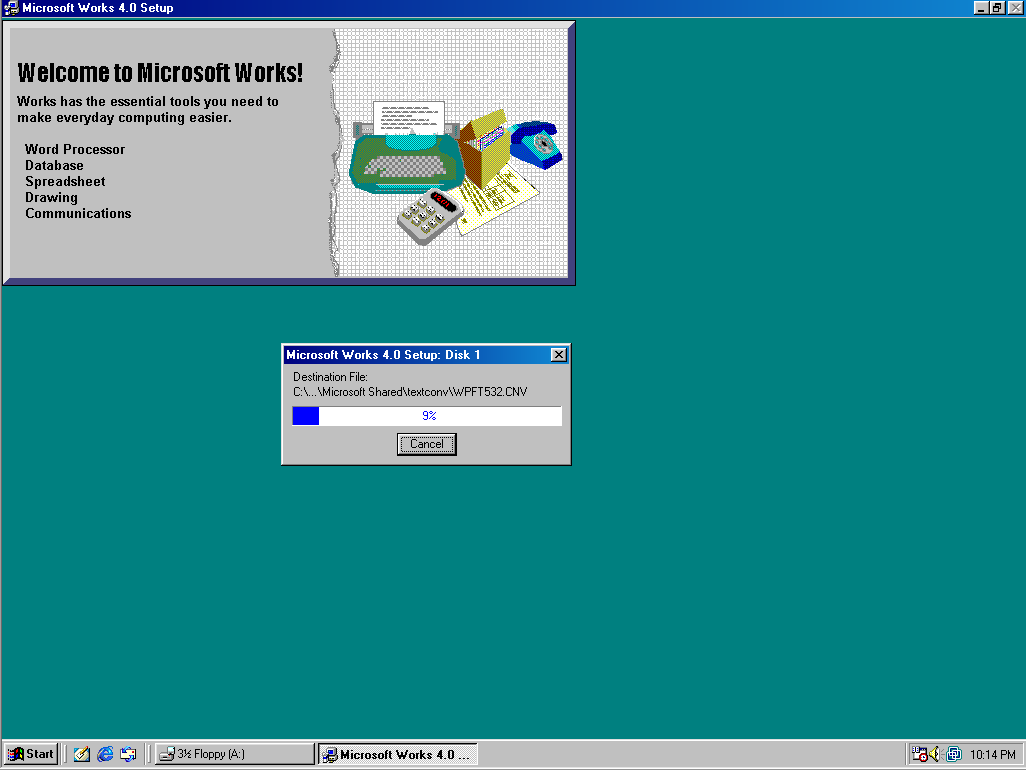 Microsoft Works 4.0 Setup
Welcome to Microsoft Works!
Works has the essential tools you need to
make everyday computing easier.
Word Processor
Database
Spreadsheet
Drawing
Communications
Microsoft Works 4.0 Setup: Disk 1
Destination File:
C:\...\Microsoft Shared\textconv\WPFT532.CNV
9%
Cancel
Start
3½ Floppy (A:)
Microsoft Works 4.0 ...
10:14 PM